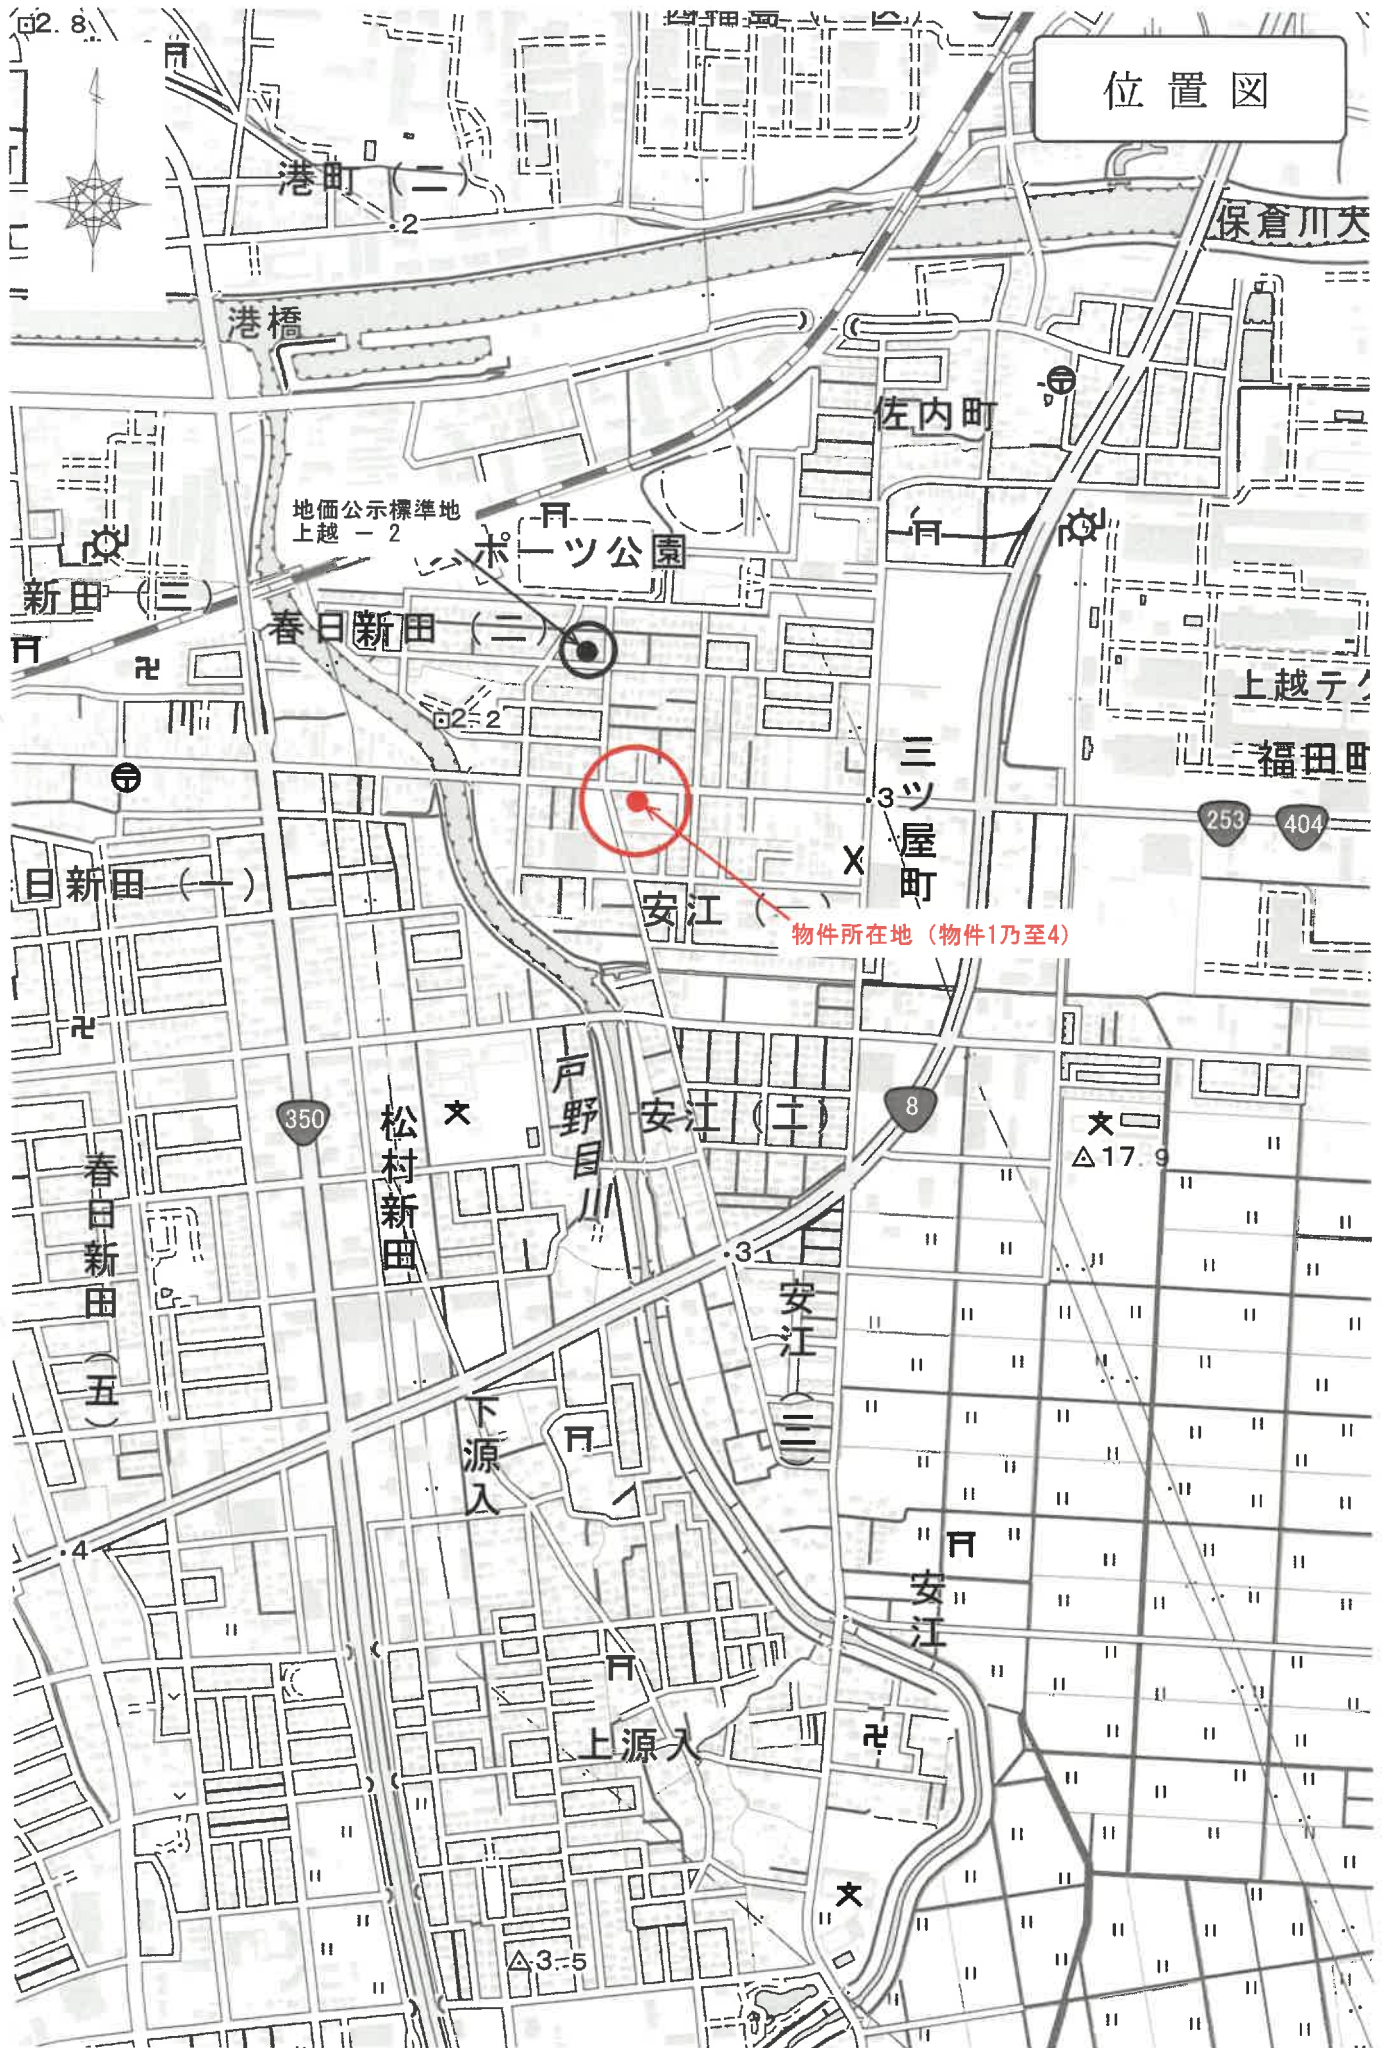 2.8
位置図
港町(二)
・2
保倉川大
港橋
佐内町
地価公示標準地
上越 － 2
ポーツ公園
新田(三)
春日新田(二)
2.2
上越テク
福田町
三ツ屋町
・3
253
404
日新田(一)
安江(一)
物件所在地（物件1乃至4）
戸野目川
安江(二)
8
350
松村新田
17.9
春日新田(五)
・3
安江(三)
下源入
・4
安江
上源入
3.5